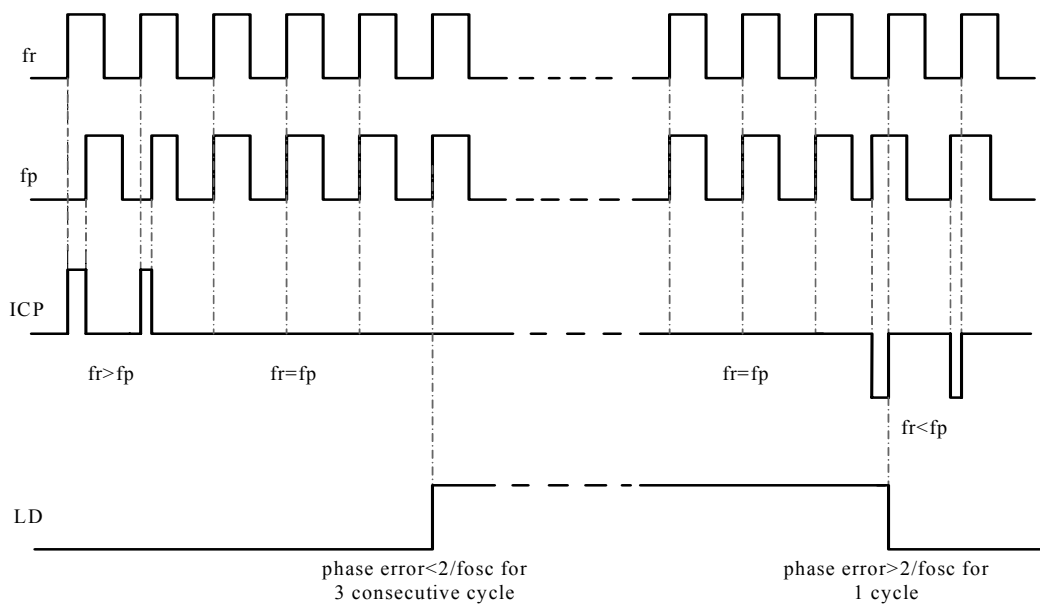 fr
fp
ICP
fr>fp
fr=fp
fr=fp
fr<fp
LD
phase error<2/fosc for
3 consecutive cycle
phase error>2/fosc for
1 cycle